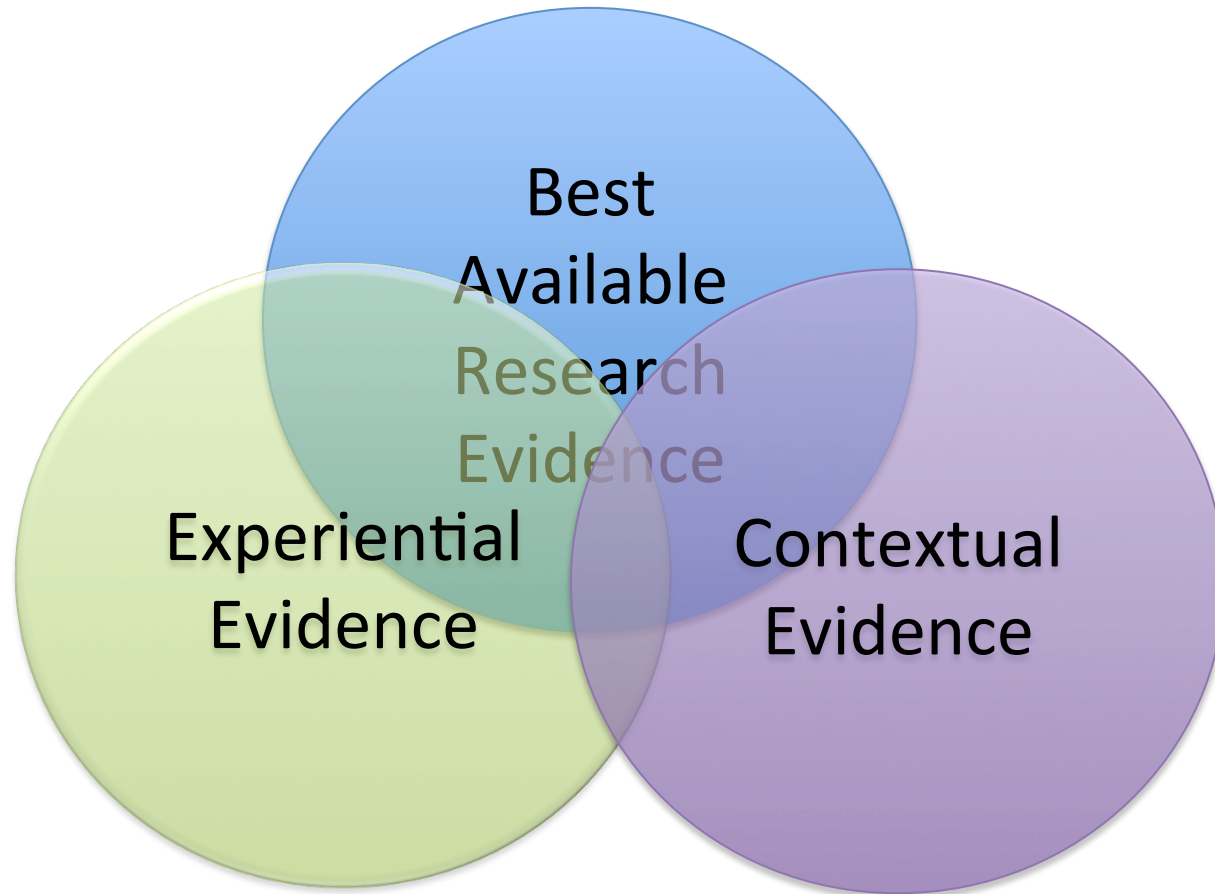 Best
Available
Research
Evidence
Experiential
Evidence
Contextual
Evidence